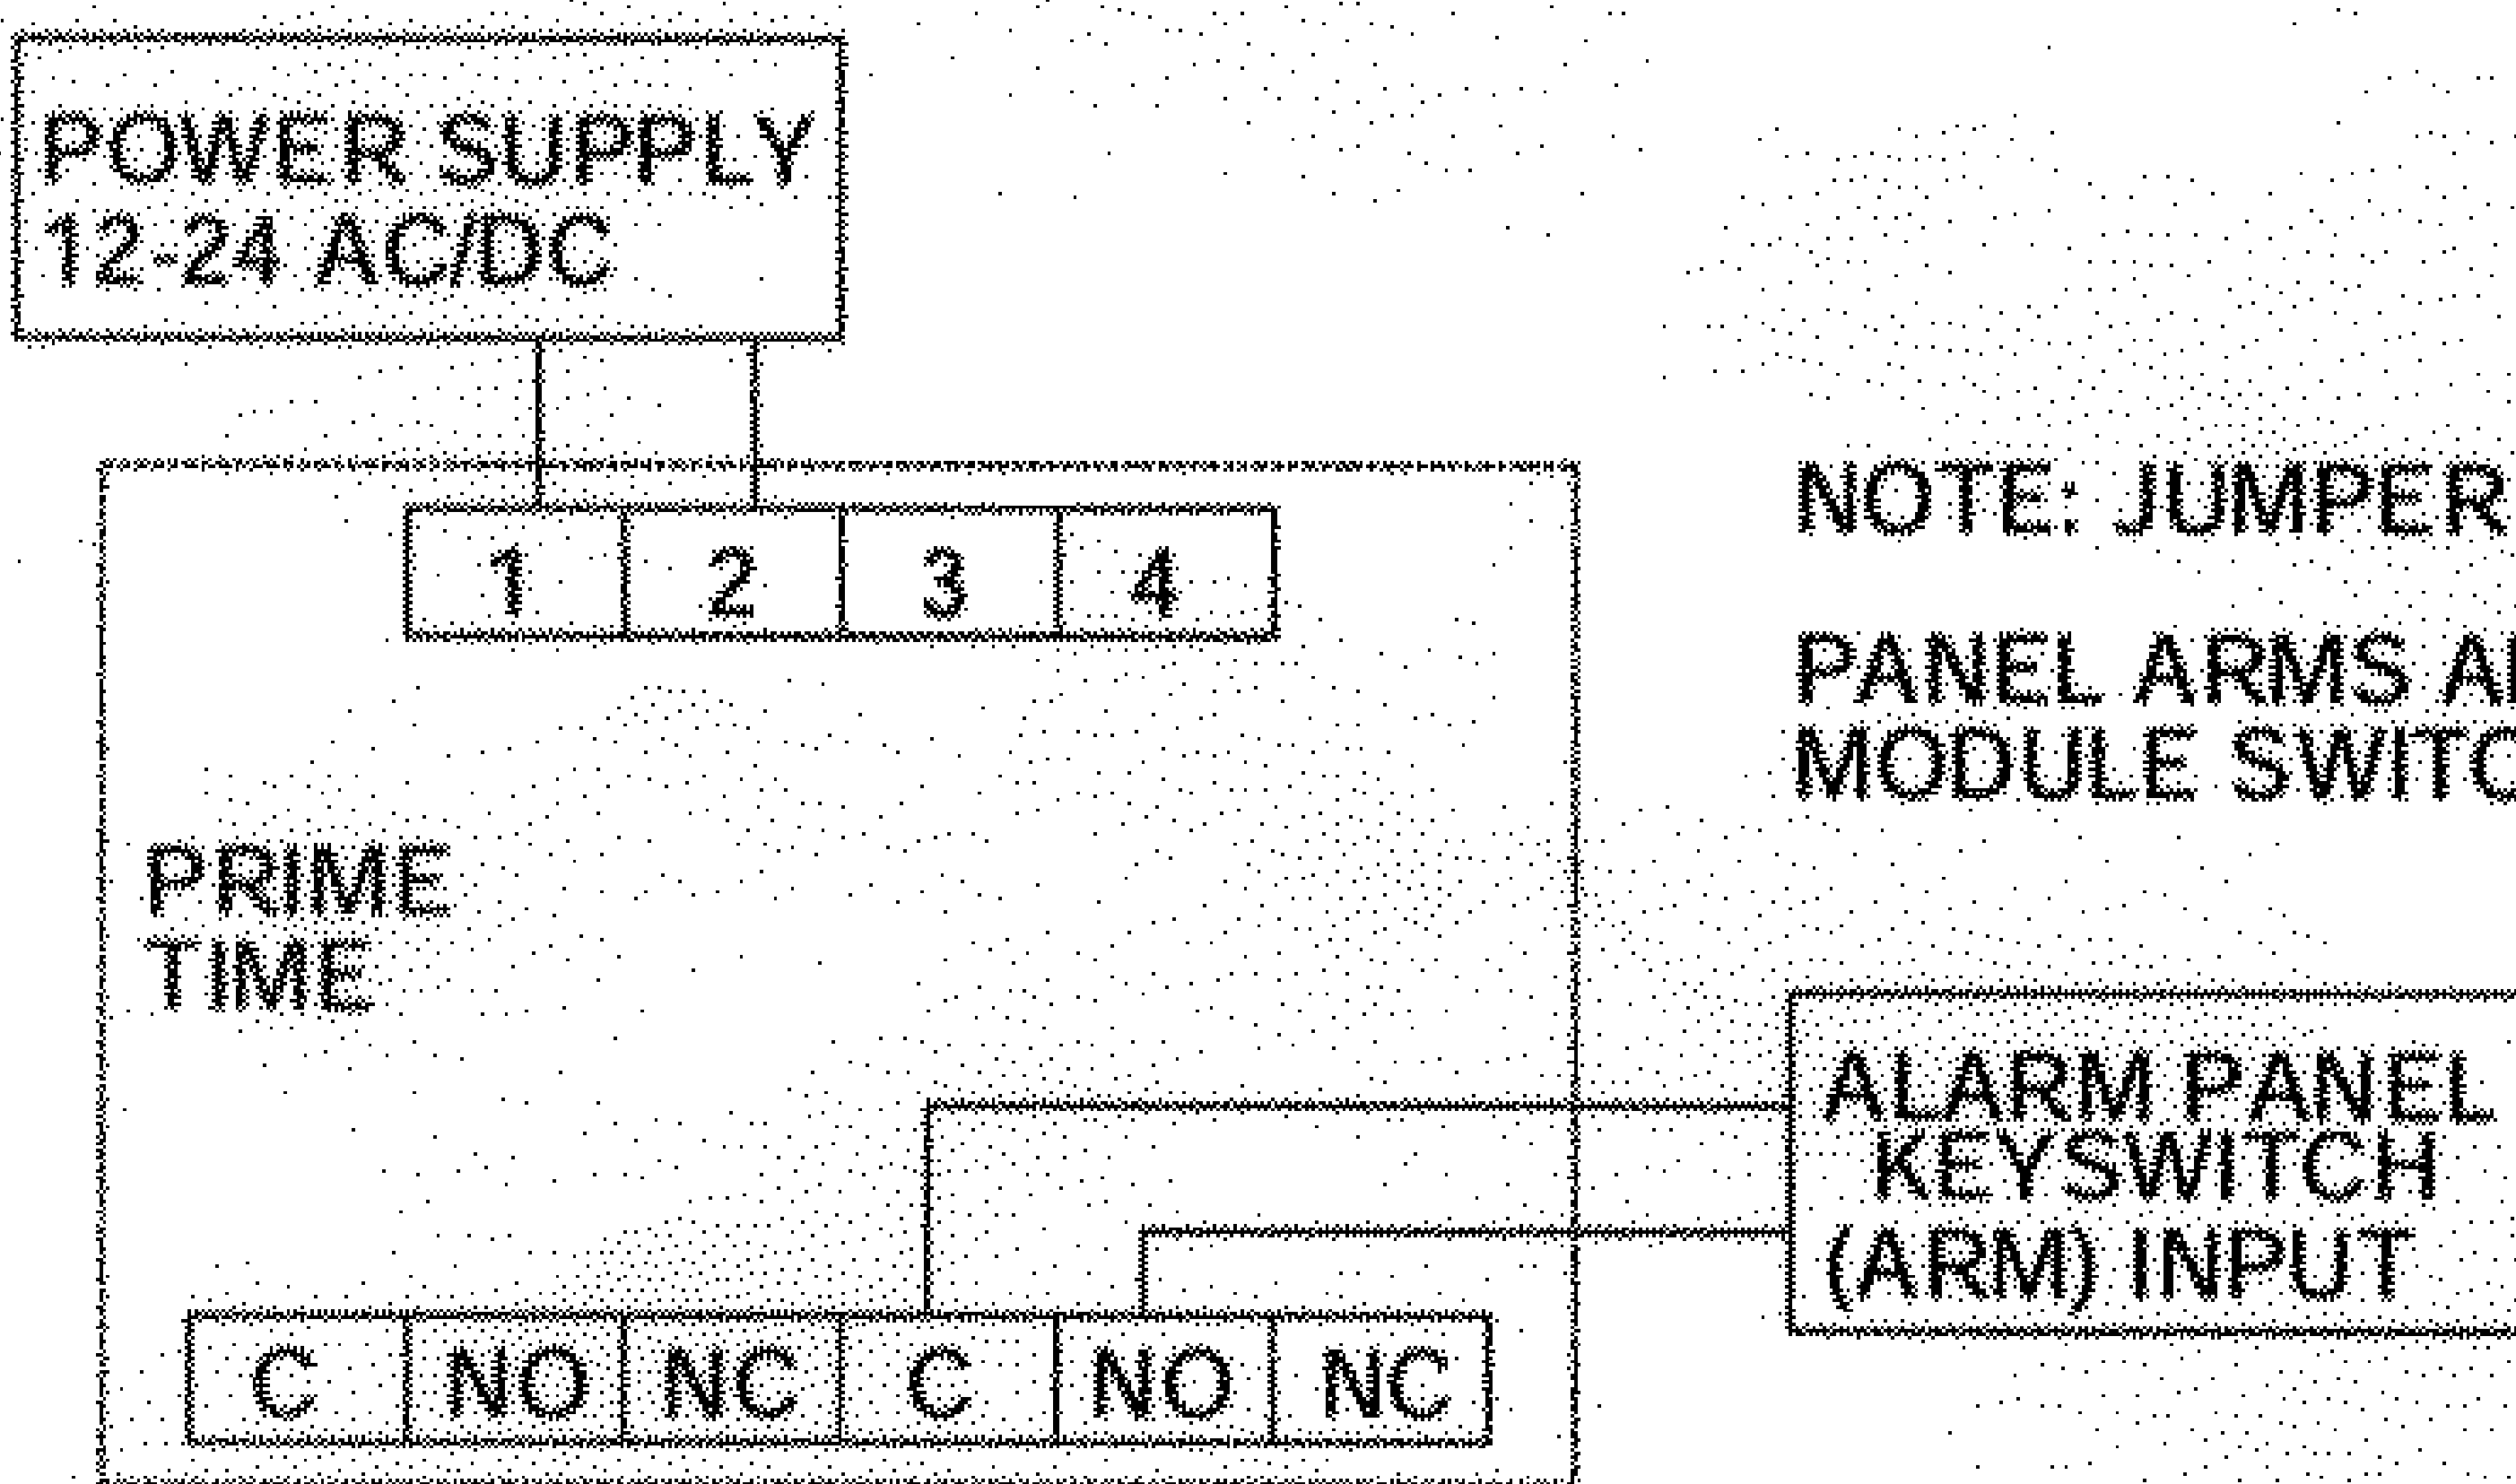 POWER SUPPLY
12-24 AC/DC
1 2 3 4
NOTE: JUMPER
PANEL ARMS
MODULE
PRIME
TIME
ALARM PANEL
KEYSWITCH
(ARM) INPUT
C NO NC C NO NC